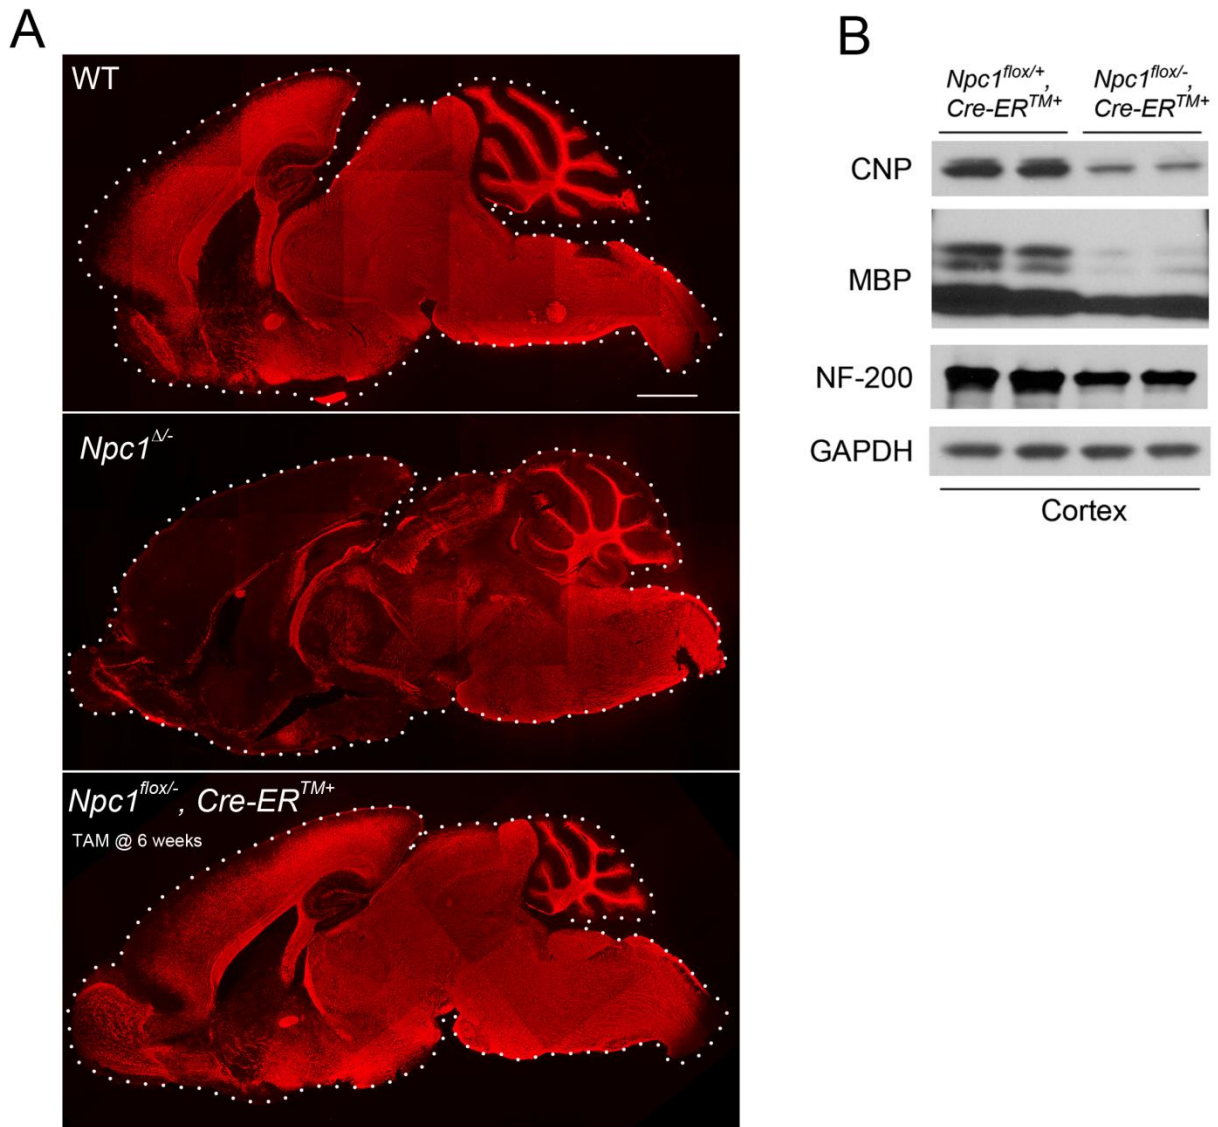 A
WT
Npc1Δ/-
Npc1flox/-, Cre-ERTM+
TAM @ 6 weeks
B
Npc1flox/+, Npc1flox/-,
Cre-ERTM+ Cre-ERTM+
CNP
MBP
NF-200
GAPDH
Cortex